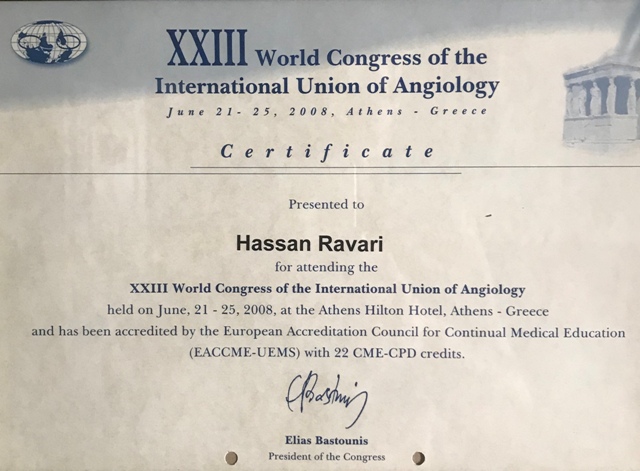 XXIII World Congress of the
International Union of Angiology
June 21- 25, 2008, Athens - Greece
Certificate
Presented to
Hassan Ravari
for attending the
XXIII World Congress of the International Union of Angiology
held on June, 21 - 25, 2008, at the Athens Hilton Hotel, Athens - Greece
and has been accredited by the European Accreditation Council for Continual Medical Education
(EACCME-UEMS) with 22 CME-CPD credits.
Elias Bastounis
President of the Congress